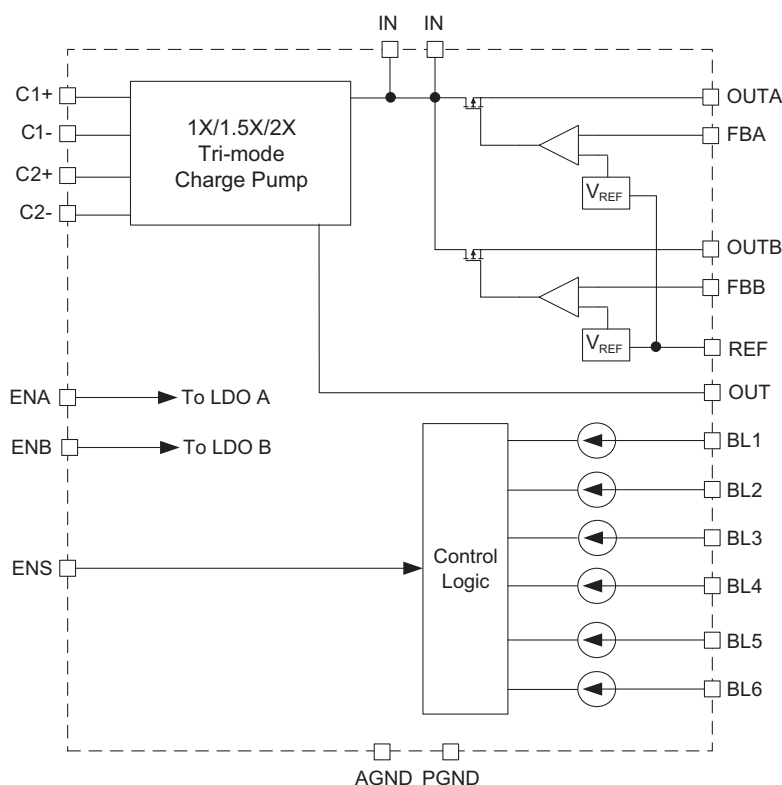 IN
IN
C1+
C1-
C2+
C2-
1X/1.5X/2X
Tri-mode
Charge Pump
OUTA
FBA
VREF
OUTB
FBB
VREF
REF
OUT
ENA
To LDO A
ENB
To LDO B
ENS
Control
Logic
BL1
BL2
BL3
BL4
BL5
BL6
AGND
PGND